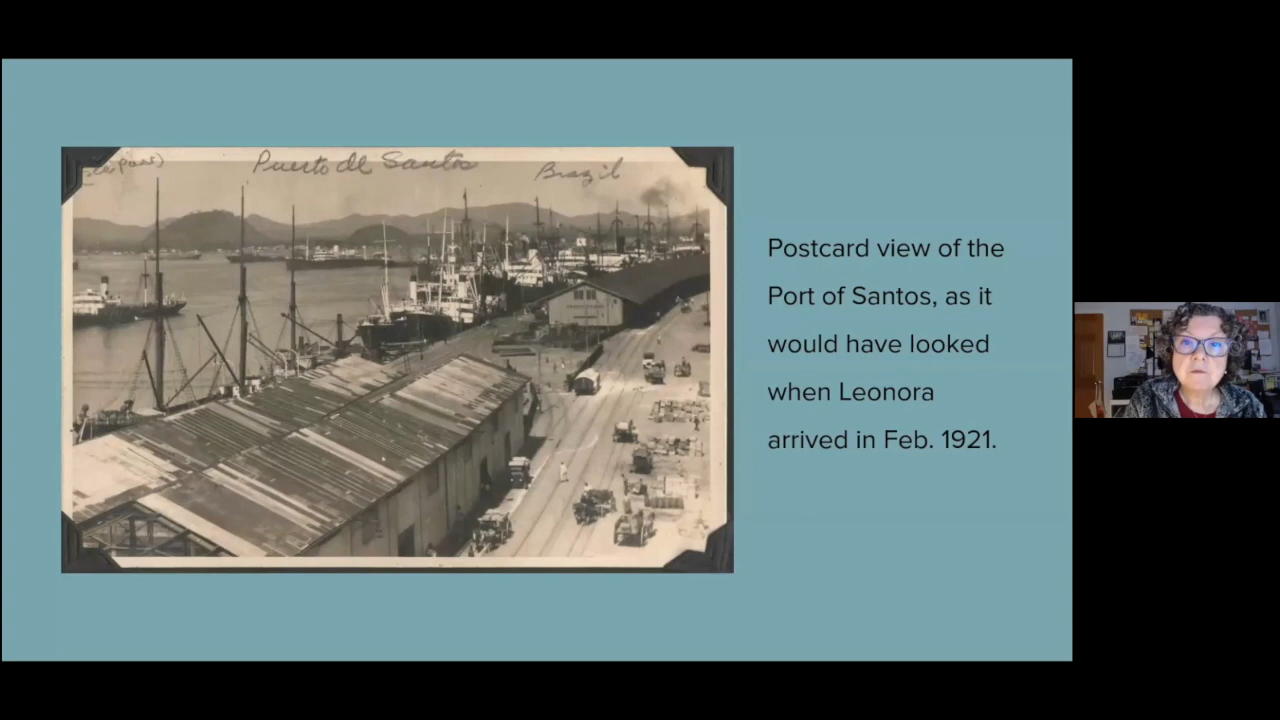 Puerto de Santos Brazil
Postcard view of the
Port of Santos, as it
would have looked
when Leonora
arrived in Feb. 1921.